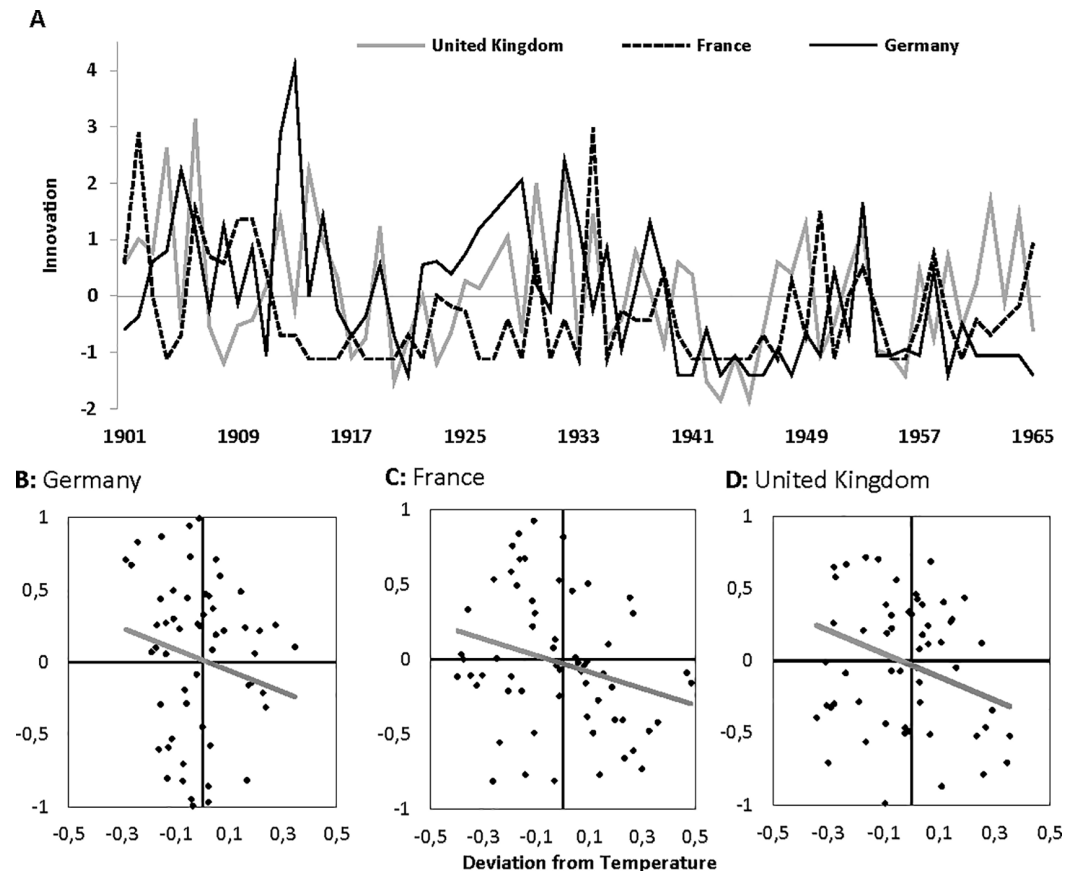 A
United Kingdom France Germany
Innovation
4
3
2
1
0
-1
-2
1901 1909 1917 1925 1933 1941 1949 1957 1965
B: Germany C: France D: United Kingdom
1 1 1
0,5 0,5 0,5
0 0 0
-0,5 -0,5 -0,5
-1 -1 -1
-0,5 -0,3 -0,1 0,1 0,3 0,5 -0,5 -0,3 -0,1 0,1 0,3 0,5 -0,5 -0,3 -0,1 0,1 0,3 0,5
Deviation from Temperature